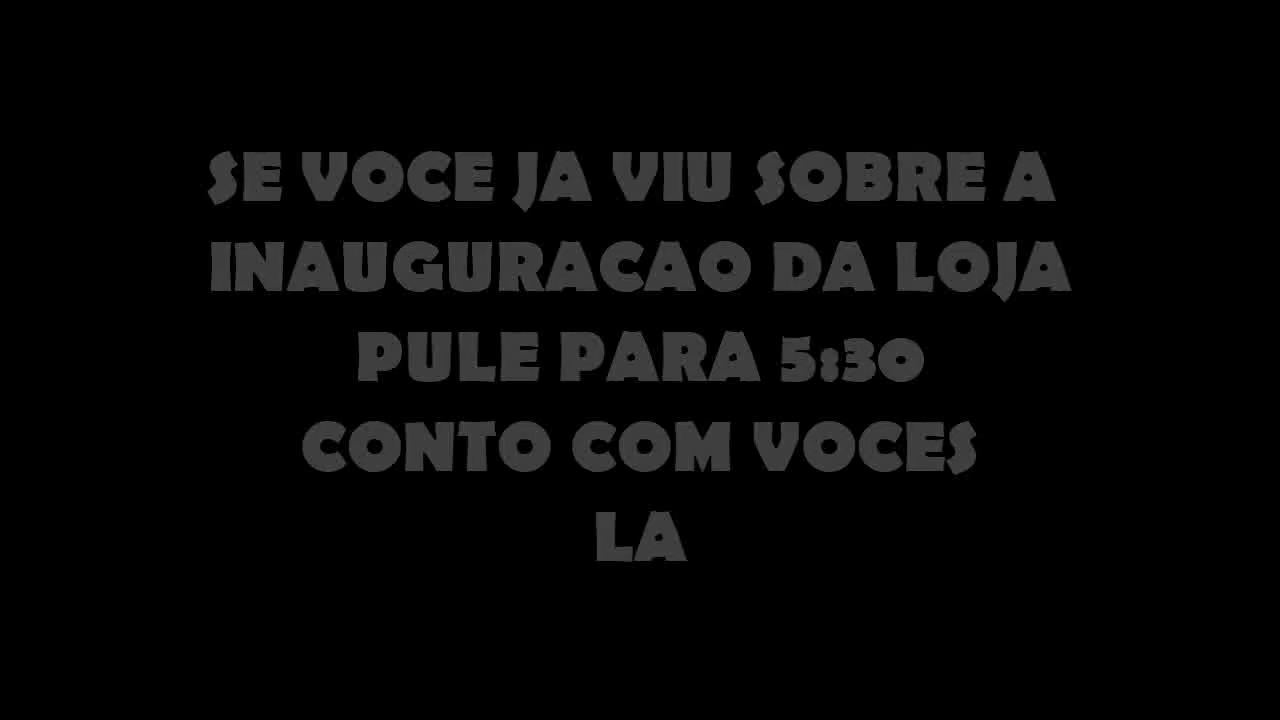 SE VOCE JA VIU SOBRE A
INAUGURACAO DA LOJA
PULE PARA 5:30
CONTO COM VOCES
LA